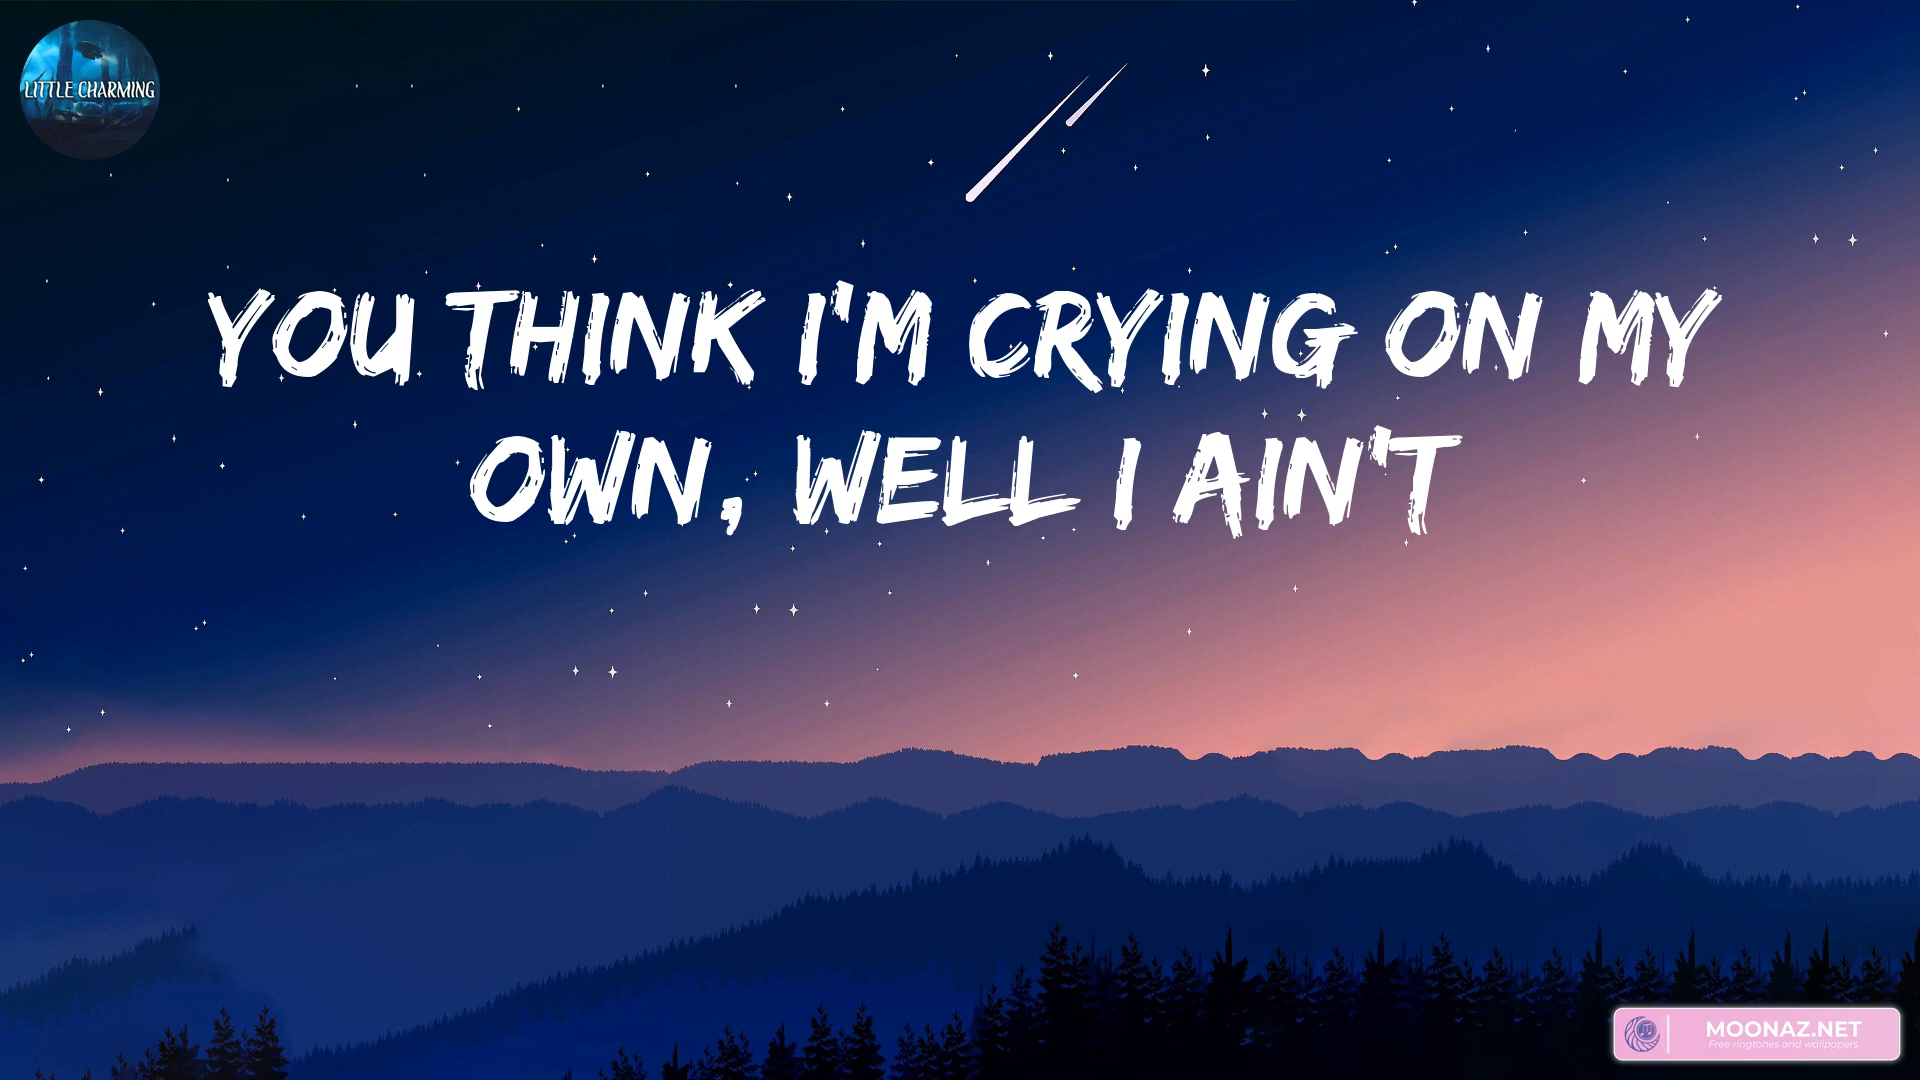 LITTLE CHARMING
YOU THINK I'M CRYING ON MY
OWN, WELL I AIN'T
MOONAZ.NET
Free ringtones and wallpapers